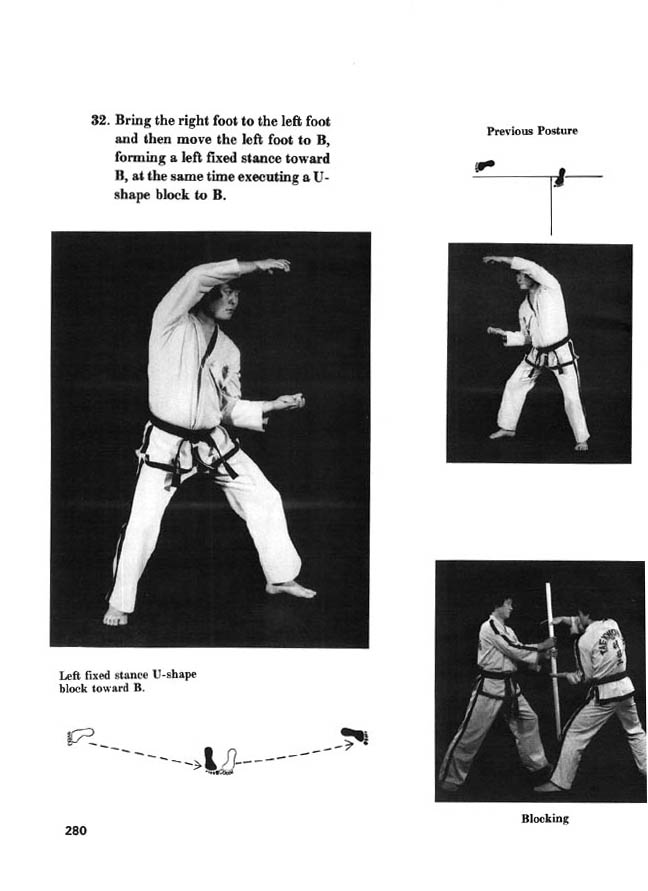 32. Bring the right foot to the left foot
and then move the left foot to B,
forming a left fixed stance toward
B, at the same time executing a U-
shape block to B.
Previous Posture
Left fixed stance U-shape
block toward B.
Blocking
280